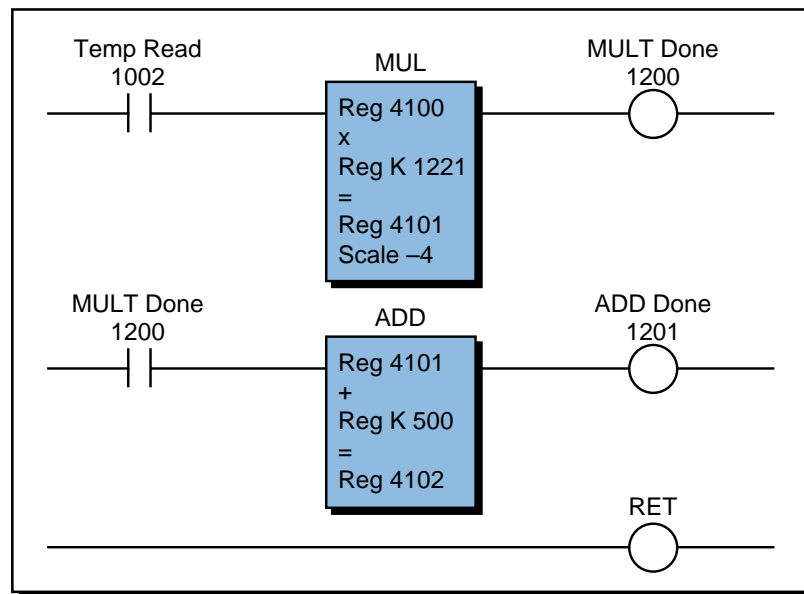 Temp Read
1002
MUL
MULT Done
1200
Reg 4100
x
Reg K 1221
=
Reg 4101
Scale –4
MULT Done
1200
ADD
ADD Done
1201
Reg 4101
+
Reg K 500
=
Reg 4102
RET